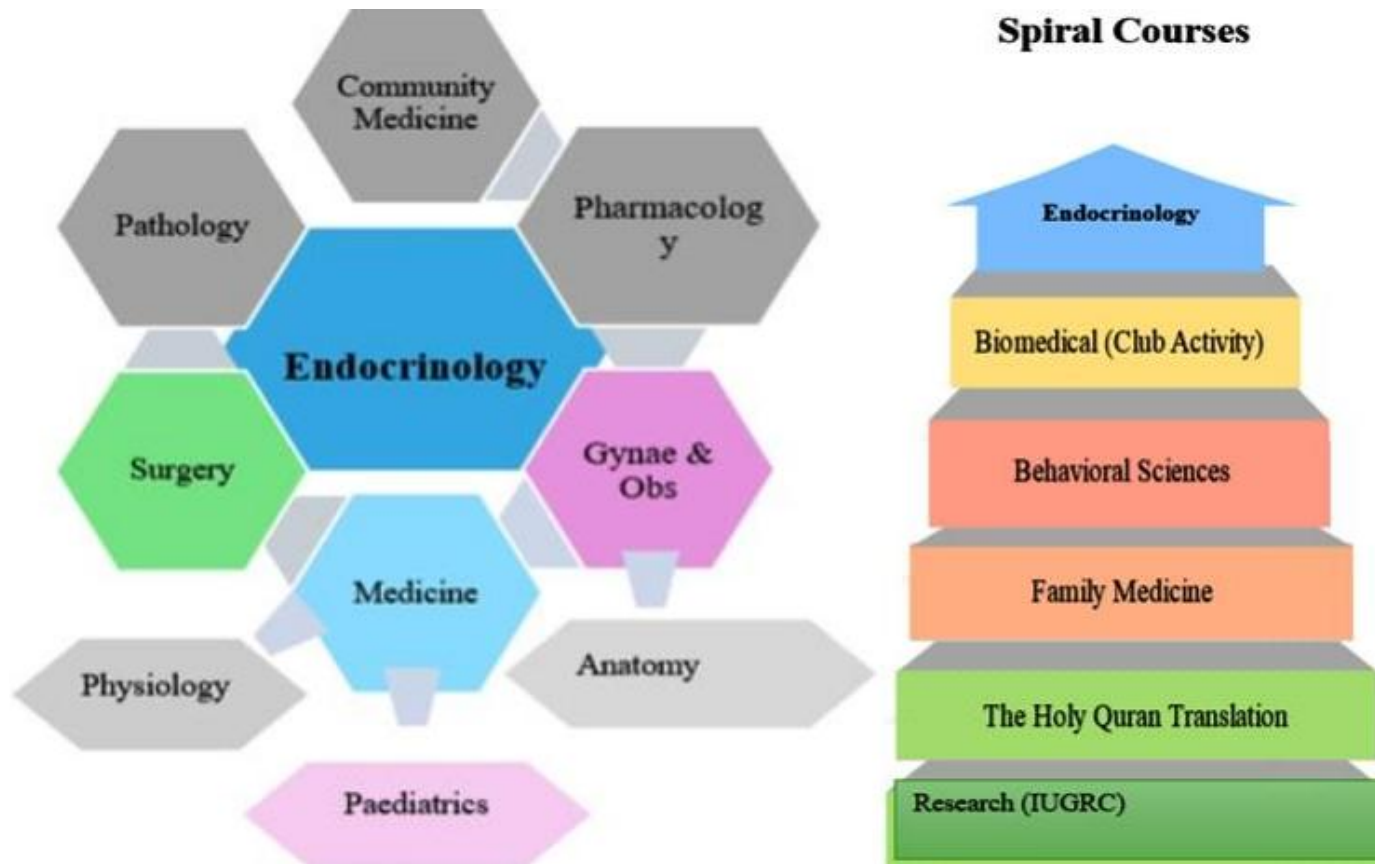 Spiral Courses
Community
Medicine
Pathology
Pharmacolog
y
Endocrinology
Surgery
Gynae &
Obs
Medicine
Physiology
Anatomy
Paediatrics
Endocrinology
Biomedical (Club Activity)
Behavioral Sciences
Family Medicine
The Holy Quran Translation
Research (IUGRC)